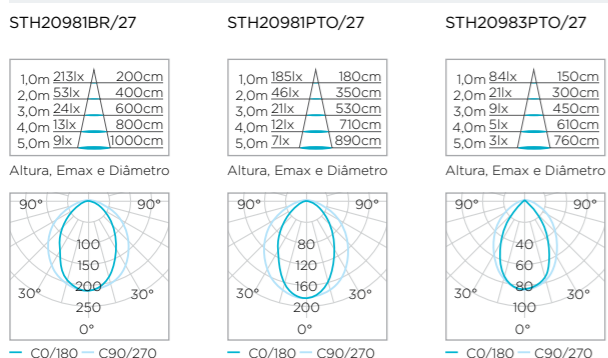 STH20981BR/27
1,0m 213lx 200cm
2,0m 53lx 400cm
3,0m 24lx 600cm
4,0m 13lx 800cm
5,0m 9lx 1000cm
Altura, Emax e Diâmetro
90° 90°
100
150
200
250
30° 30°
0°
C0/180 C90/270
STH20981PTO/27
1,0m 185lx 180cm
2,0m 46lx 350cm
3,0m 21lx 530cm
4,0m 12lx 710cm
5,0m 7lx 890cm
Altura, Emax e Diâmetro
90° 90°
80
120
160
200
30° 30°
0°
C0/180 C90/270
STH20983PTO/27
1,0m 84lx 150cm
2,0m 21lx 300cm
3,0m 9lx 450cm
4,0m 5lx 610cm
5,0m 3lx 760cm
Altura, Emax e Diâmetro
90° 90°
40
60
80
100
30° 30°
0°
C0/180 C90/270